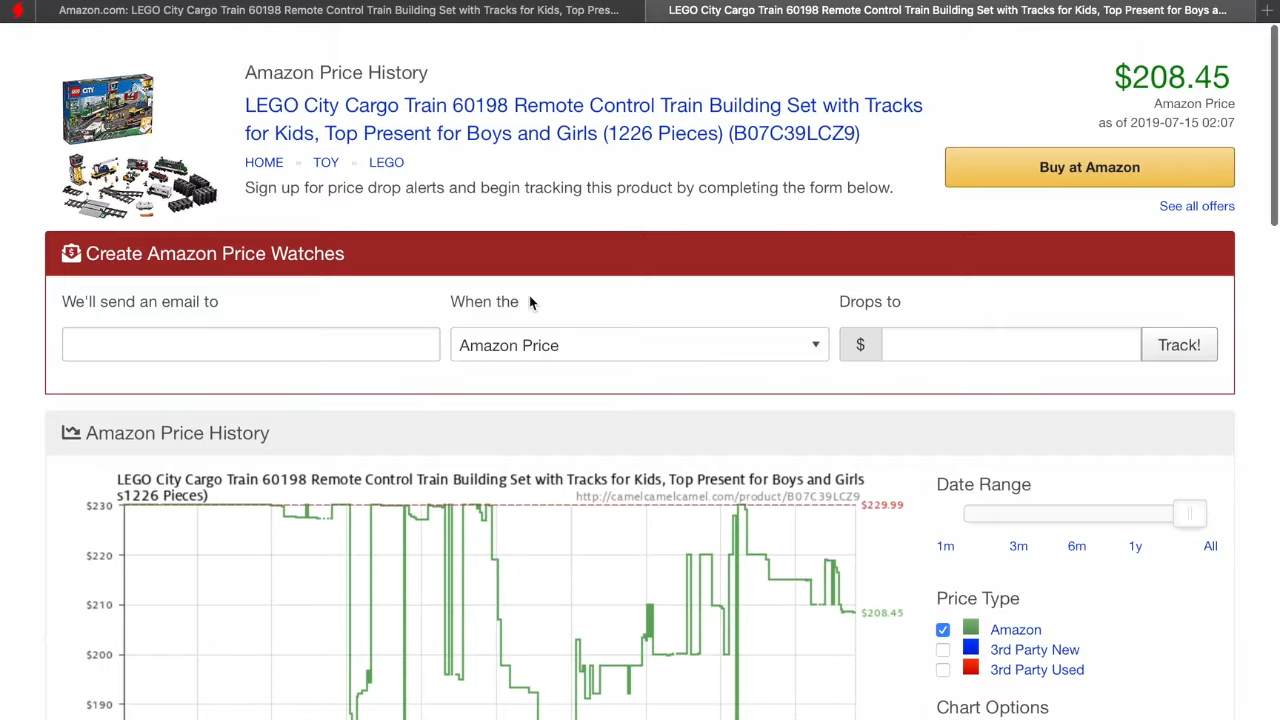 Amazon.com: LEGO City Cargo Train 60198 Remote Control Train Building Set with Tracks for Kids, Top Pres...
LEGO City Cargo Train 60198 Remote Control Train Building Set with Tracks for Kids, Top Present for Boys a...
Amazon Price History
LEGO City Cargo Train 60198 Remote Control Train Building Set with Tracks
for Kids, Top Present for Boys and Girls (1226 Pieces) (B07C39LCZ9)
HOME » TOY » LEGO
Sign up for price drop alerts and begin tracking this product by completing the form below.
$208.45
Amazon Price
as of 2019-07-15 02:07
Buy at Amazon
See all offers
CITY
Create Amazon Price Watches
We'll send an email to
When the
Drops to
Amazon Price
$
Track!
Amazon Price History
LEGO City Cargo Train 60198 Remote Control Train Building Set with Tracks for Kids, Top Present for Boys and Girls
s1226 Pieces)
http://camelcamelcamel.com/product/B07C39LCZ9
$230
$229.99
$220
$210
$208.45
$200
$190
Date Range
1m 3m 6m 1y All
Price Type
Amazon
3rd Party New
3rd Party Used
Chart Options